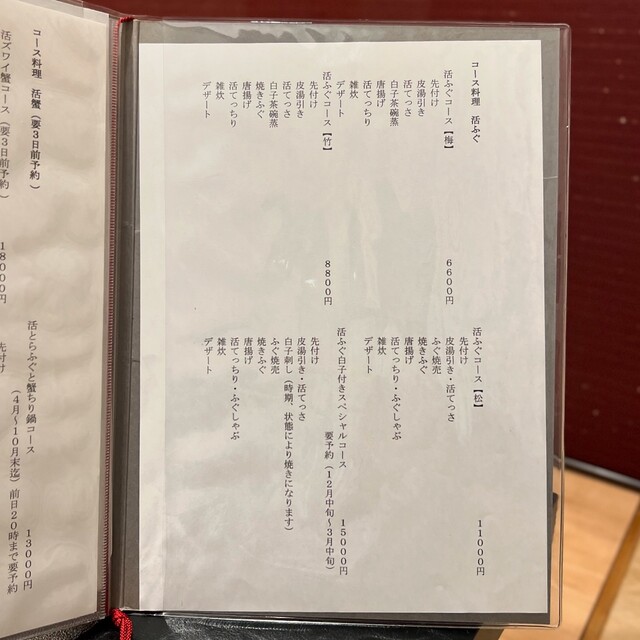 コース料理　活ふぐ
活ふぐコース【梅】　6600円
先付け
皮湯引き
活てっさ
白子茶碗蒸
唐揚げ
活てっちり
雑炊
デザート
活ふぐコース【竹】　8800円
先付け
皮湯引き
活てっさ
白子茶碗蒸
焼きふぐ
唐揚げ
活てっちり
雑炊
デザート
活ふぐコース【松】　11000円
先付け
皮湯引き・活てっさ
ふぐ焼売
焼きふぐ
唐揚げ
活てっちり・ふぐしゃぶ
雑炊
デザート
活ふぐ白子付きスペシャルコース　15000円
要予約（12月中旬～3月中旬）
先付け
皮湯引き・活てっさ
白子刺し（時期、状態により焼きになります）
ふぐ焼売
焼きふぐ
唐揚げ
活てっちり・ふぐしゃぶ
雑炊
デザート
コース料理　活蟹（要3日前予約）
活ズワイ蟹コース（要3日前予約）　18000円
活とらふぐと蟹ちり鍋コース　13000円
（4月～10月末迄）前日20時まで要予約
先付け